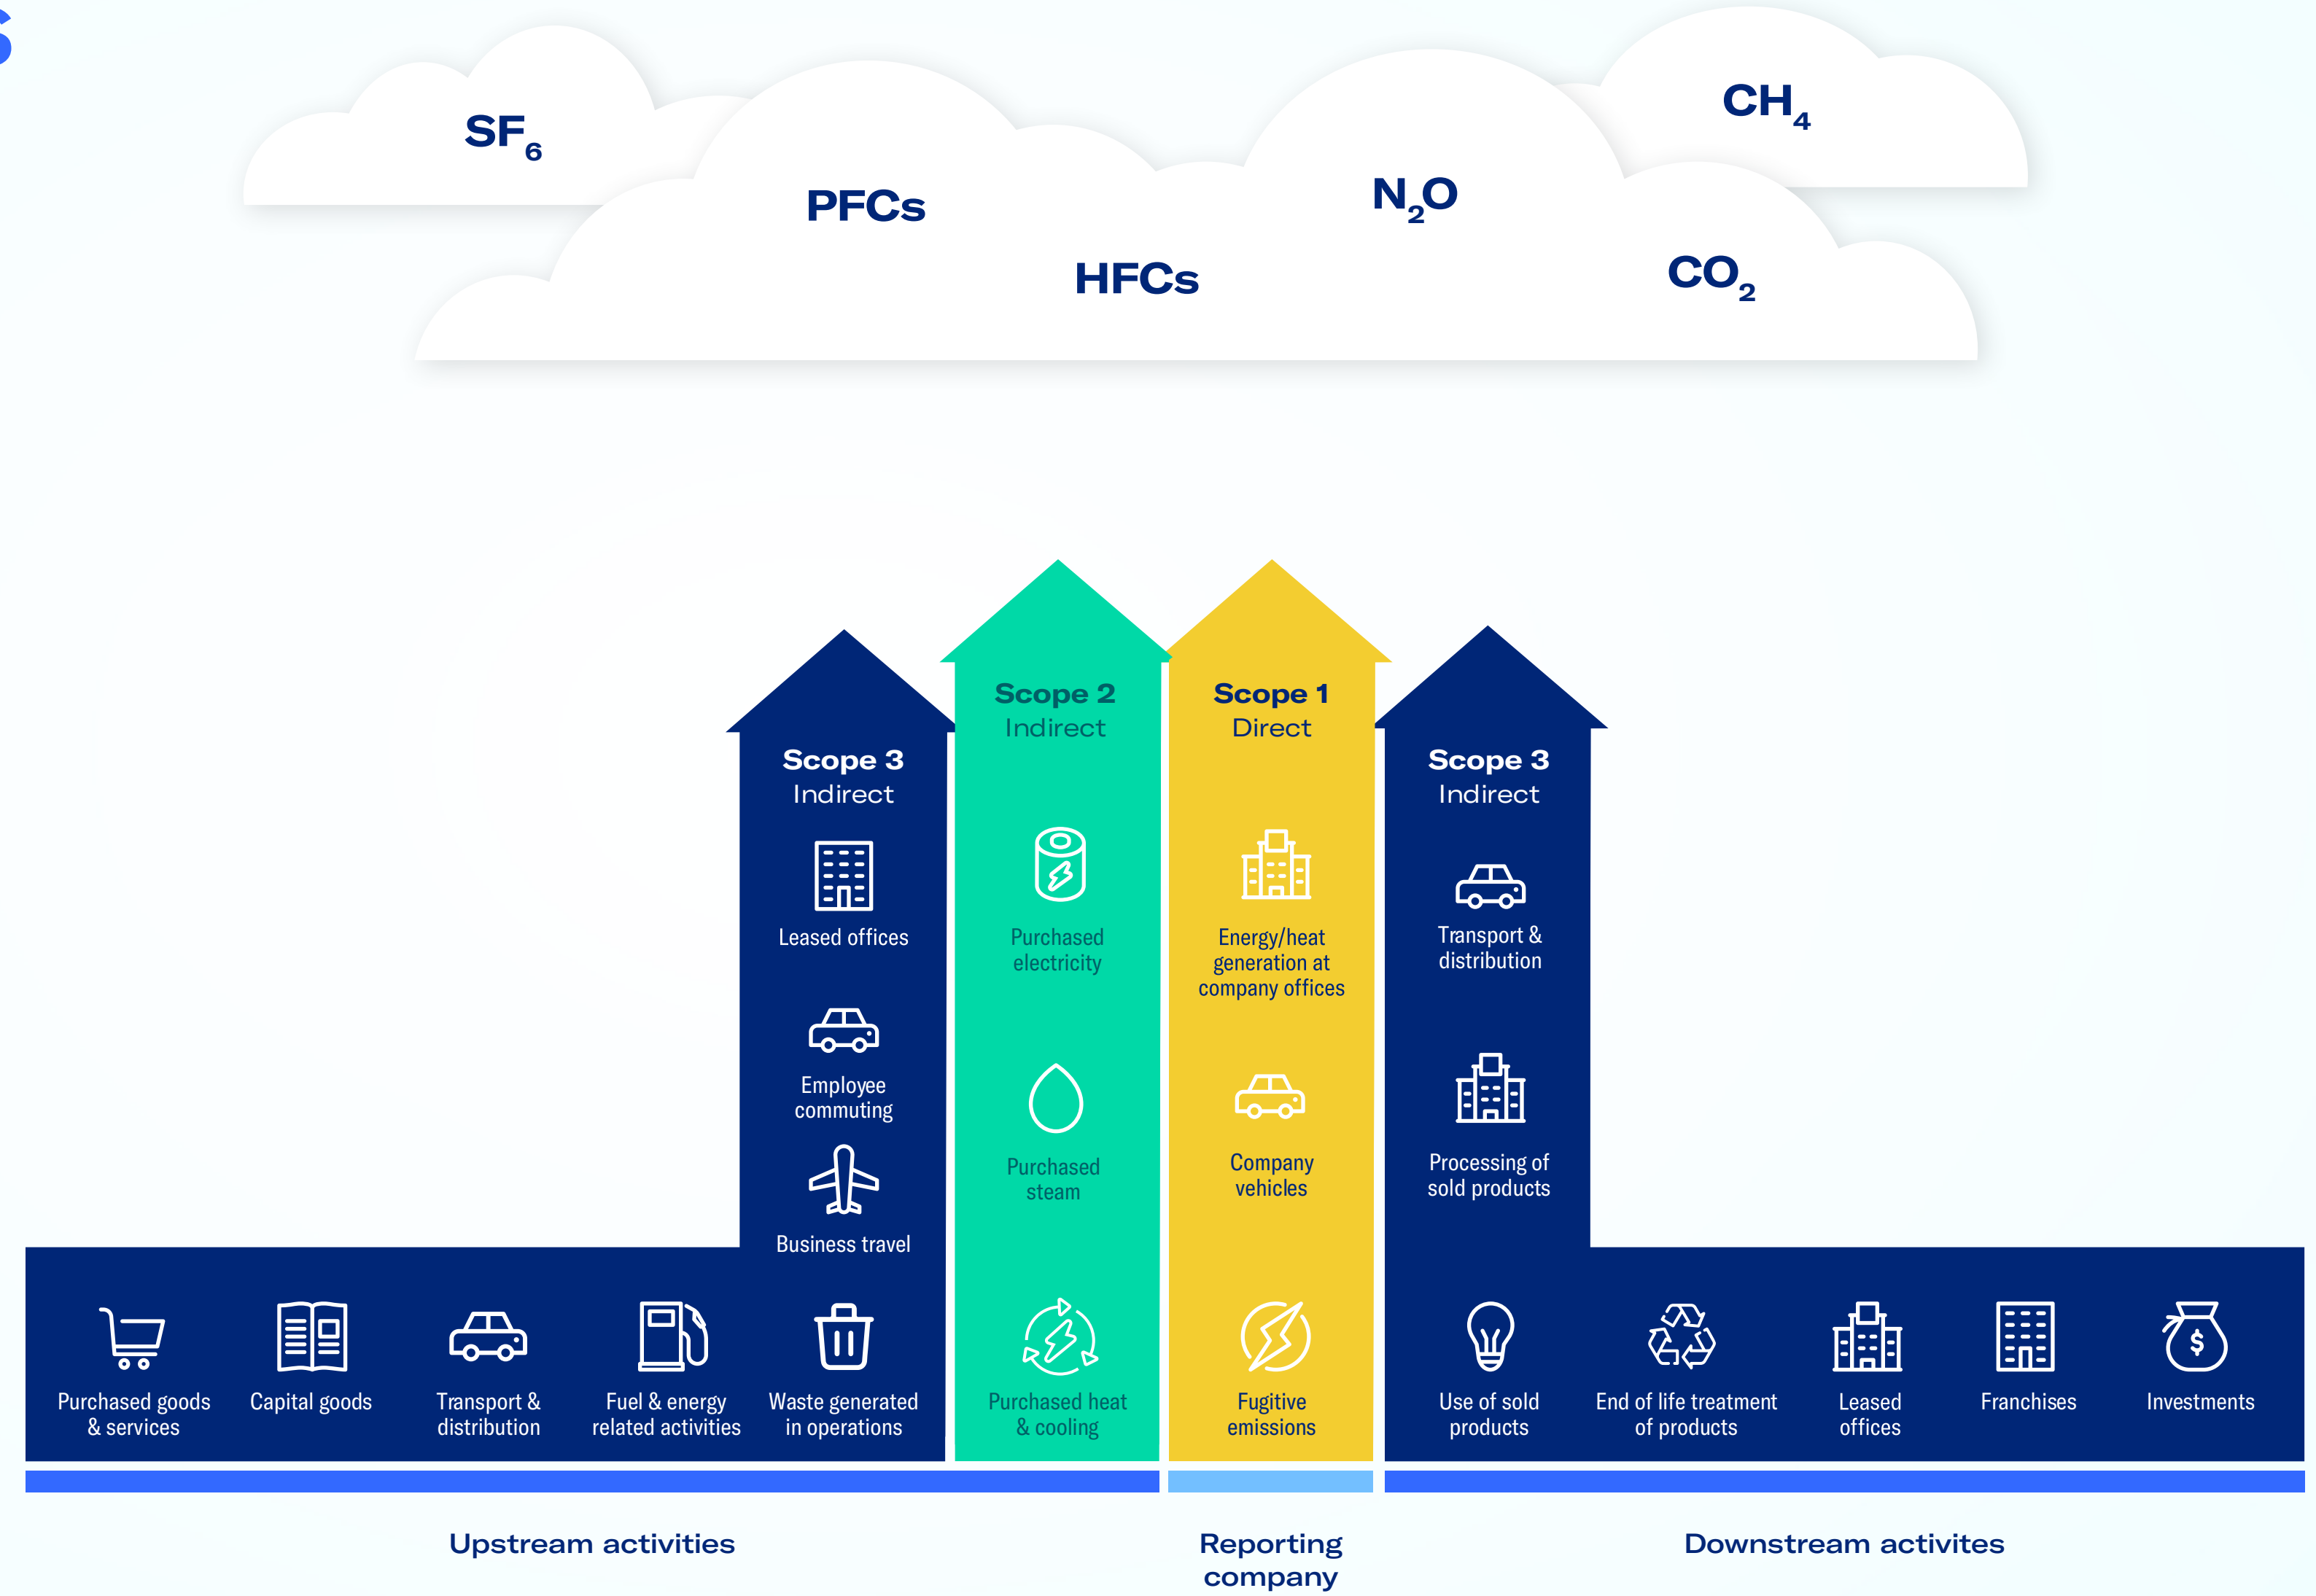 s
SF₆
CH₄
PFCs
N₂O
HFCs
CO₂
Scope 3
Indirect
Leased offices
Employee
commuting
Business travel
Purchased goods
& services
Capital goods
Transport &
distribution
Fuel & energy
related activities
Waste generated
in operations
Scope 2
Indirect
Purchased
electricity
Purchased
steam
Purchased heat
& cooling
Scope 1
Direct
Energy/heat
generation at
company offices
Company
vehicles
Fugitive
emissions
Scope 3
Indirect
Transport &
distribution
Processing of
sold products
Use of sold
products
End of life treatment
of products
Leased
offices
Franchises
$
Investments
Upstream activities
Reporting
company
Downstream activites